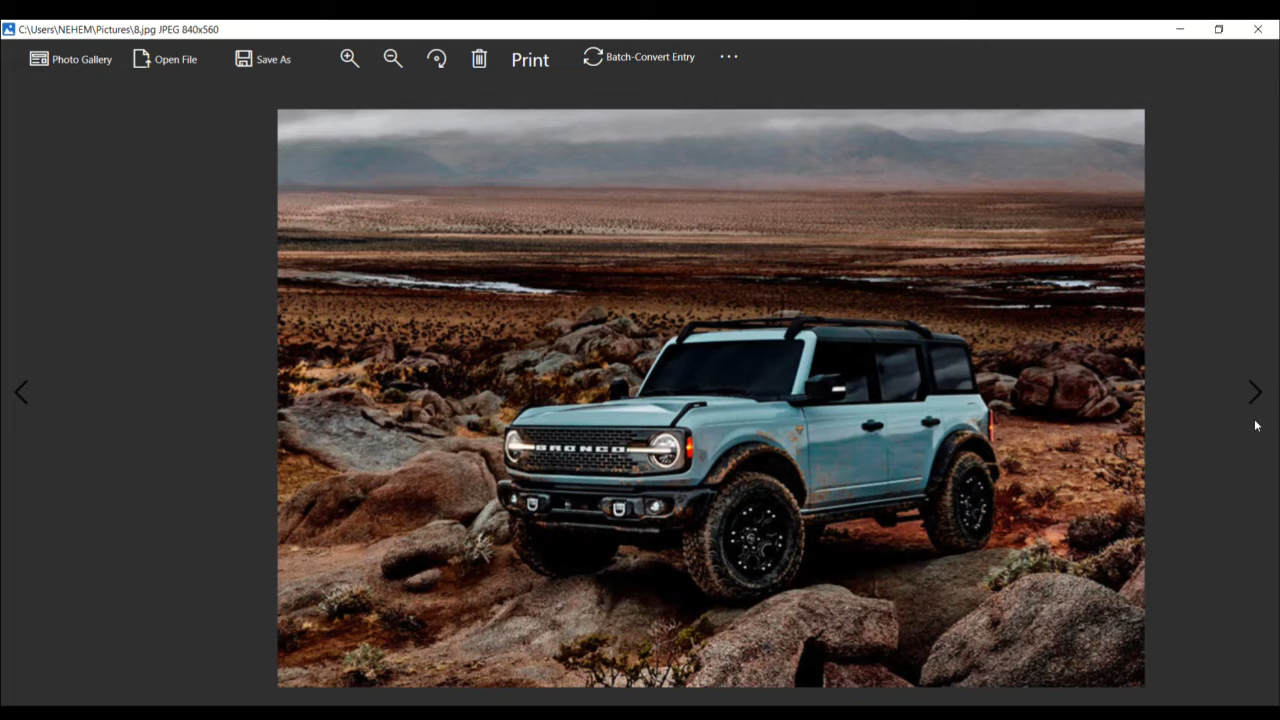 C:\Users\NEHEM\Pictures\8.jpg JPEG 840x560
Photo Gallery Open File Save As Print Batch-Convert Entry ...
BRONCO